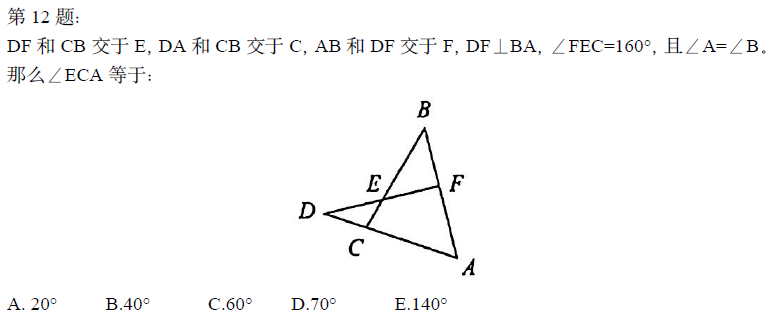 第 12 题:
DF 和 CB 交于 E, DA 和 CB 交于 C, AB 和 DF 交于 F, DF⊥BA, ∠FEC=160°, 且∠A=∠B。
那么∠ECA 等于:
B
E
F
D
C
A
A. 20° B.40° C.60° D.70° E.140°